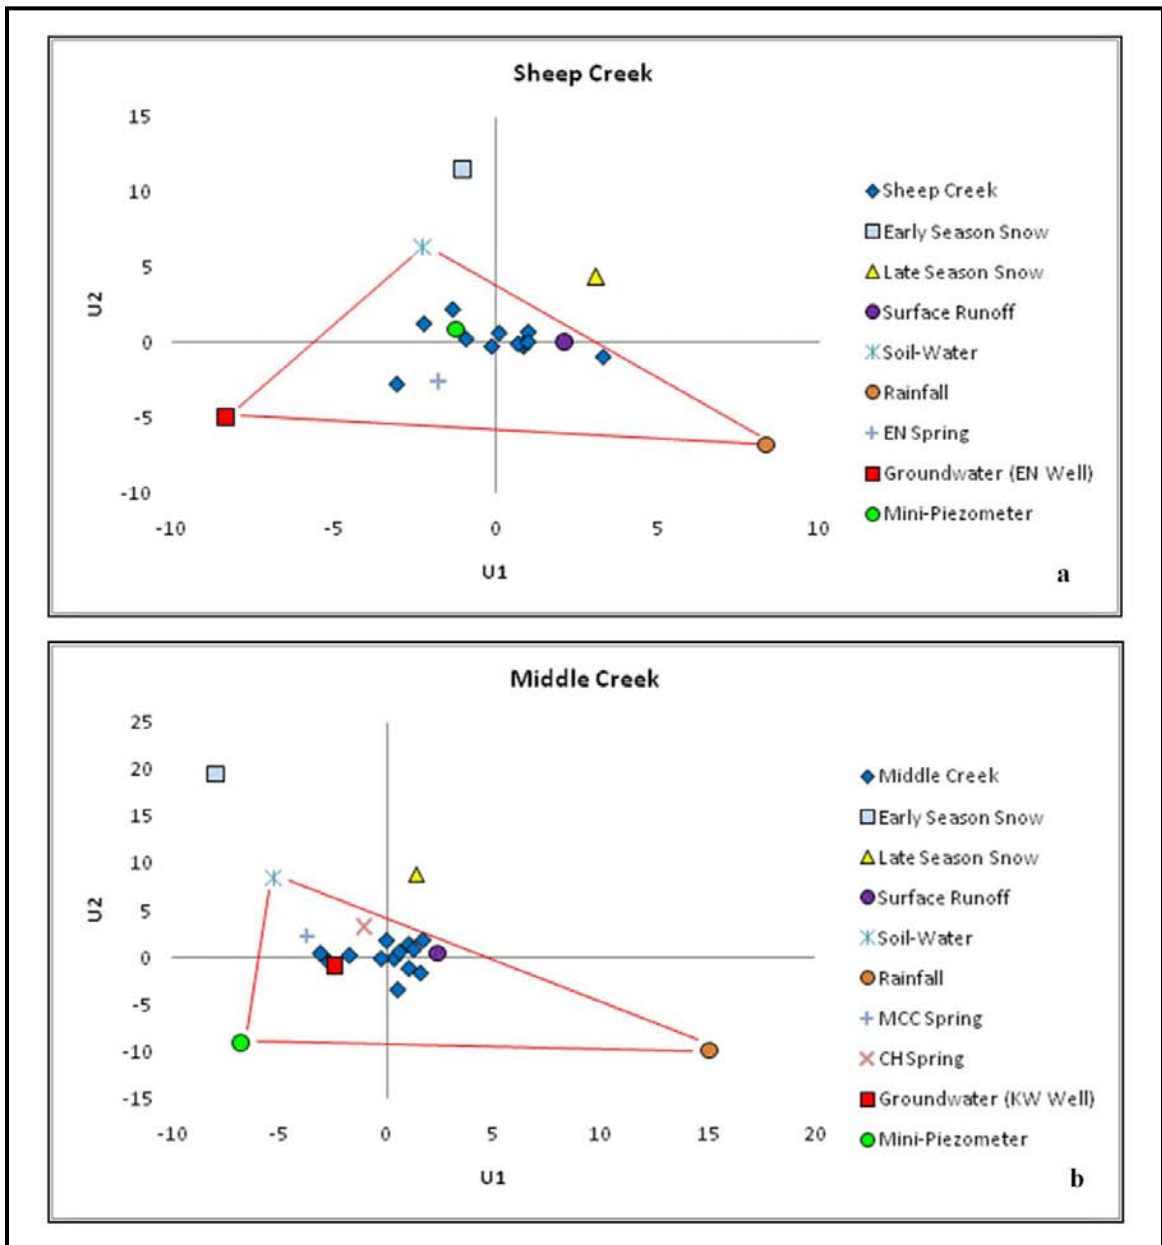 Sheep Creek
15
10
5
0
-5
-10
-10 -5 0 5 10
U2
U1
Sheep Creek
Early Season Snow
Late Season Snow
Surface Runoff
Soil-Water
Rainfall
EN Spring
Groundwater (EN Well)
Mini-Piezometer
a
Middle Creek
25
20
15
10
5
0
-5
-10
-15
-10 -5 0 5 10 15 20
U2
U1
Middle Creek
Early Season Snow
Late Season Snow
Surface Runoff
Soil-Water
Rainfall
MCC Spring
CH Spring
Groundwater (KW Well)
Mini-Piezometer
b